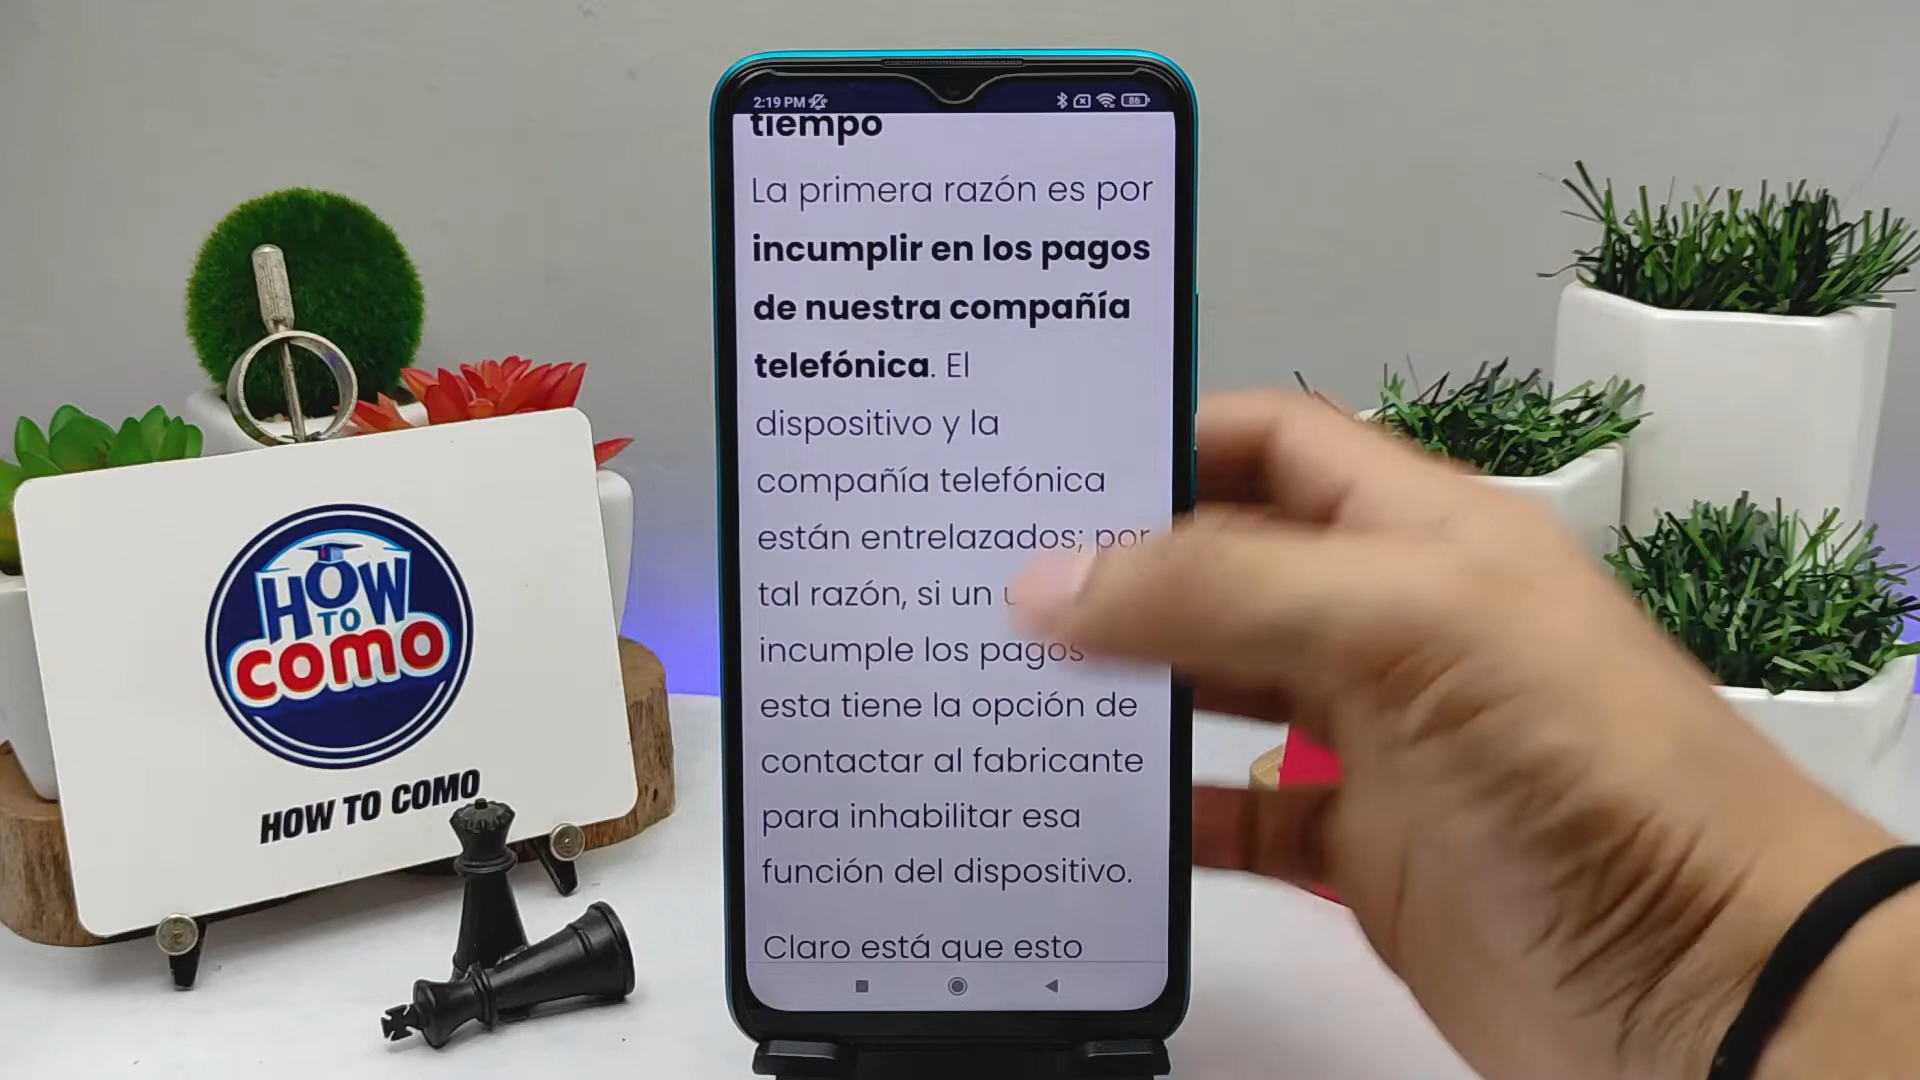 2:19 PM
86
tiempo
La primera razón es por
incumplir en los pagos
de nuestra compañía
telefónica. El
dispositivo y la
compañía telefónica
están entrelazados; por
tal razón, si un
incumple los pagos
esta tiene la opción de
contactar al fabricante
para inhabilitar esa
función del dispositivo.
Claro está que esto
HOW
TO
COMO
HOW TO COMO